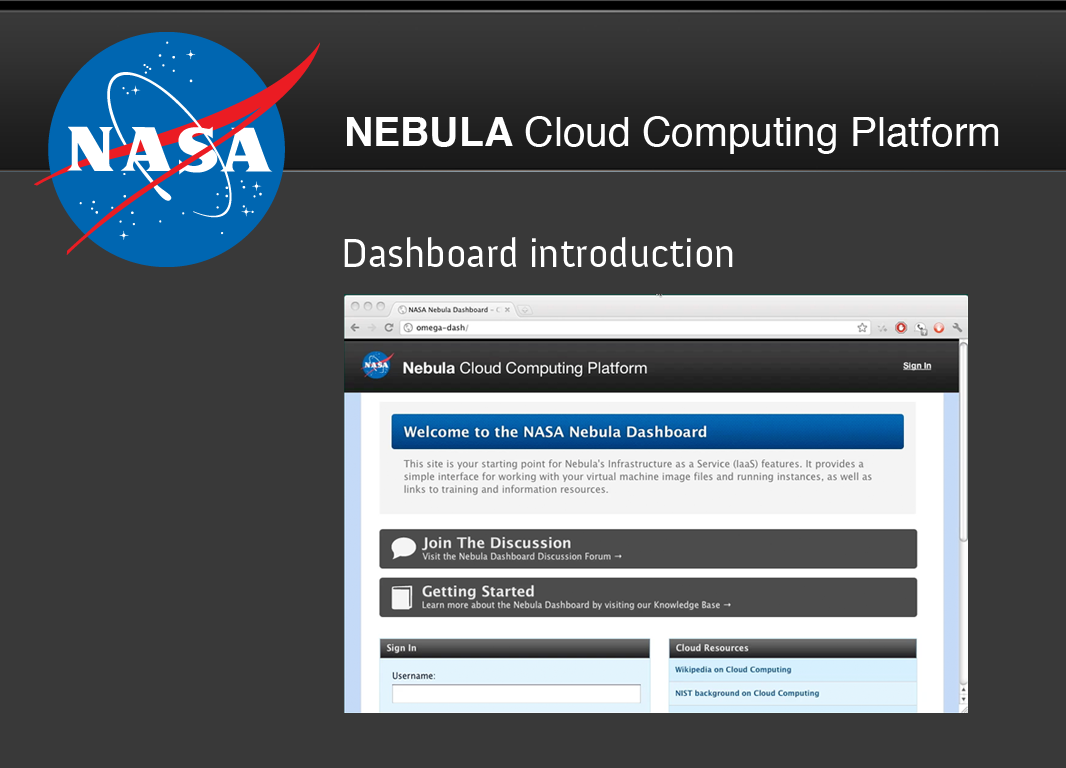 NASA
NEBULA Cloud Computing Platform
Dashboard introduction
NASA Nebula Dashboard - C
omega-dash/
NASA
Nebula Cloud Computing Platform
Sign In
Welcome to the NASA Nebula Dashboard
This site is your starting point for Nebula's Infrastructure as a Service (IaaS) features. It provides a
simple interface for working with your virtual machine image files and running instances, as well as
links to training and information resources.
Join The Discussion
Visit the Nebula Dashboard Discussion Forum →
Getting Started
Learn more about the Nebula Dashboard by visiting our Knowledge Base →
Sign In
Username:
Cloud Resources
Wikipedia on Cloud Computing
NIST background on Cloud Computing